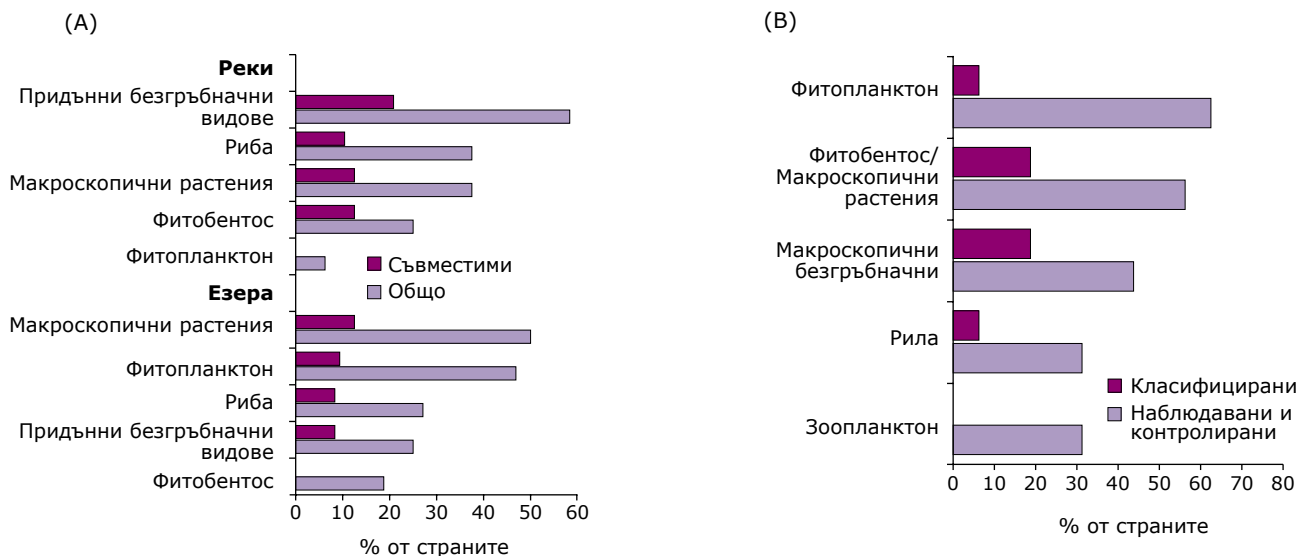 (A)
Реки
Придънни безгръбначни
видове
Риба
Макроскопични растения
Фитобентос
Фитопланктон
Съвместими
Общо
Езера
Макроскопични растения
Фитопланктон
Риба
Придънни безгръбначни
видове
Фитобентос
0 10 20 30 40 50 60
% от страните
(B)
Фитопланктон
Фитобентос/
Макроскопични
растения
Макроскопични
безгръбначни
Рила
Зоопланктон
Класифицирани
Наблюдавани и
контролирани
0 10 20 30 40 50 60 70 80
% от страните